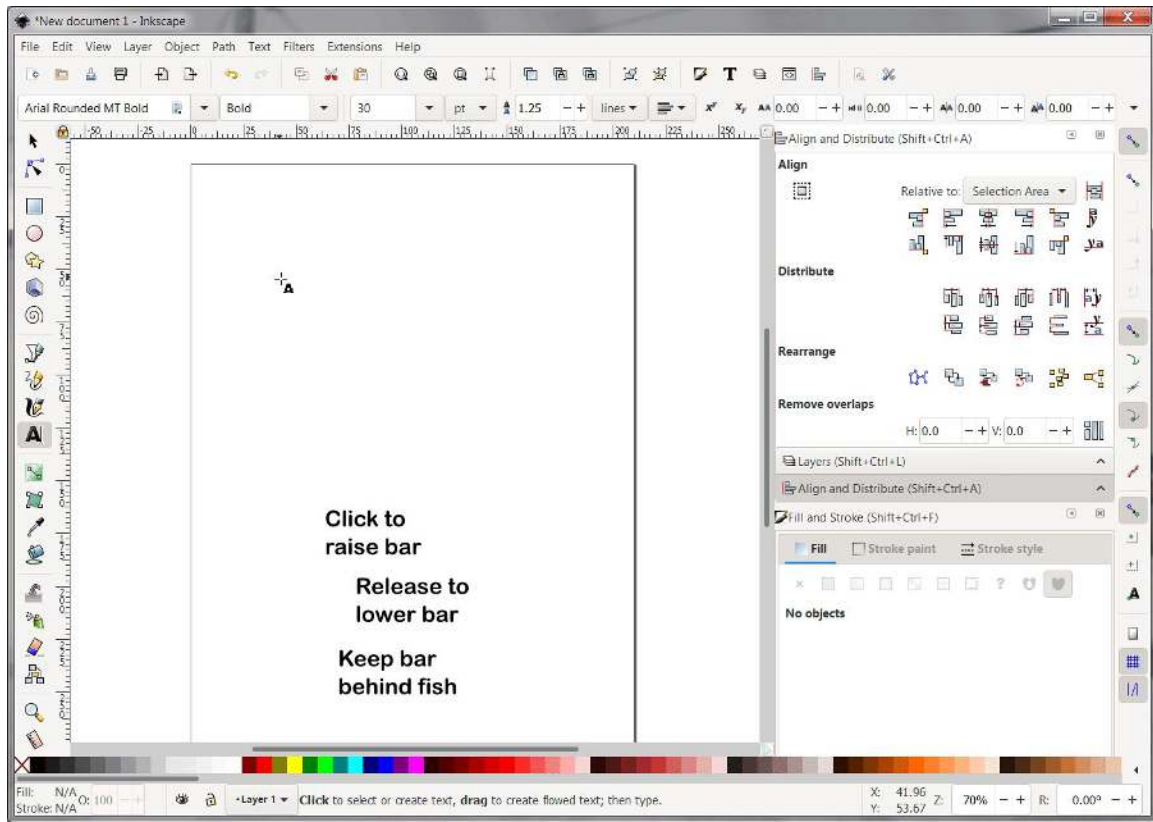 *New document 1 - Inkscape
File Edit View Layer Object Path Text Filters Extensions Help
Arial Rounded MT Bold Bold 30 pt 1.25 - + lines 0.00 - + 0.00 - + 0.00 - + 0.00 - +
Align and Distribute (Shift+Ctrl+A)
Align
Relative to: Selection Area
Distribute
Rearrange
Remove overlaps
H: 0.0 - + V: 0.0 - +
Layers (Shift+Ctrl+L)
Align and Distribute (Shift+Ctrl+A)
Fill and Stroke (Shift+Ctrl+F)
Fill Stroke paint Stroke style
No objects
Click to
raise bar
Release to
lower bar
Keep bar
behind fish
Fill: N/A
Stroke: N/A
O: 100 - +
Layer 1
Click to select or create text, drag to create flowed text; then type.
X: 41.96
Y: 53.67
Z: 70% - + R: 0.00° - +